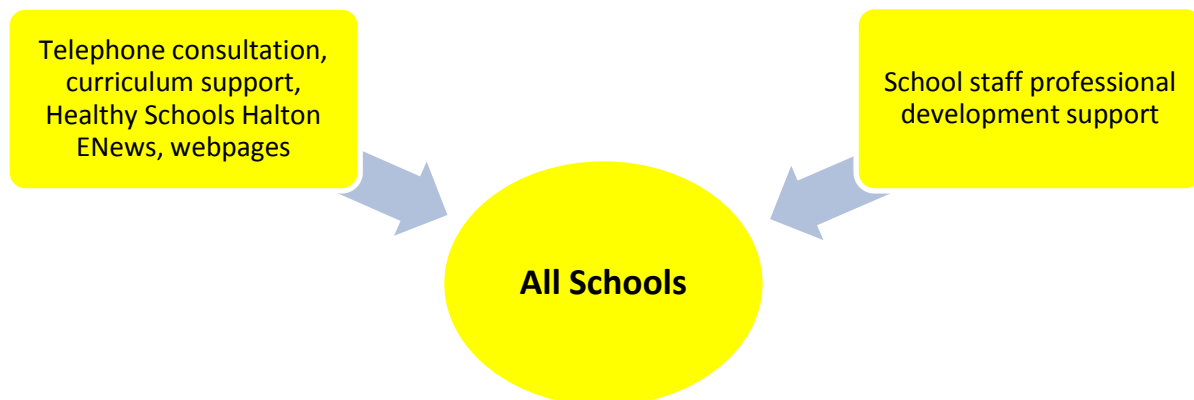 Telephone consultation,
curriculum support,
Healthy Schools Halton
ENews, webpages
School staff professional
development support
All Schools